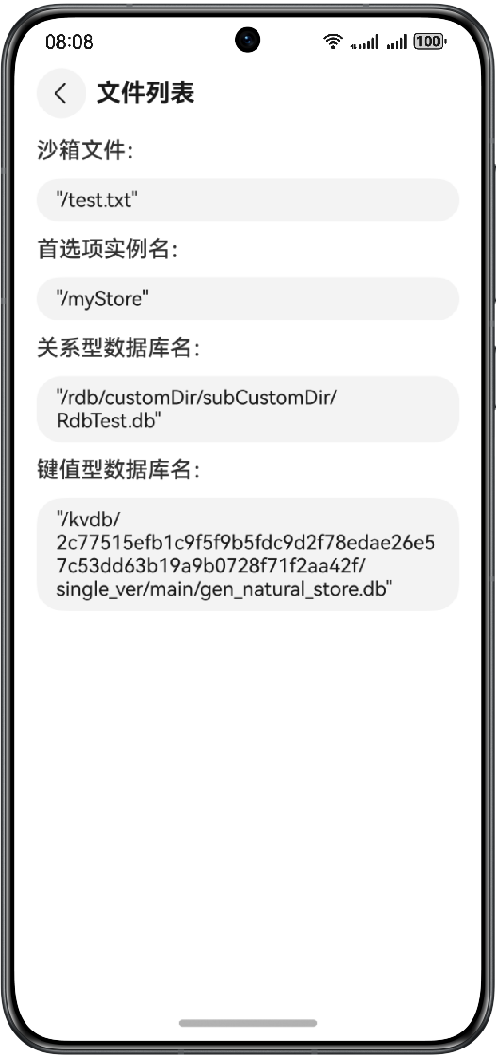 08:08
100
文件列表
沙箱文件：
"/test.txt"
首选项实例名：
"/myStore"
关系型数据库名：
"/rdb/customDir/subCustomDir/
RdbTest.db"
键值型数据库名：
"/kvdb/
2c77515efb1c9f5f9b5fdc9d2f78edae26e5
7c53dd63b19a9b0728f71f2aa42f/
single_ver/main/gen_natural_store.db"